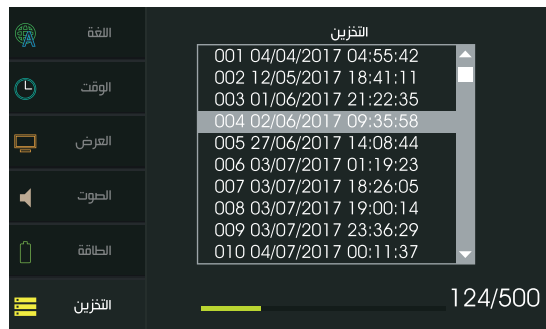 اللغة
الوقت
العرض
الصوت
الطاقة
التخزين
التخزين
001 04/04/2017 04:55:42
002 12/05/2017 18:41:11
003 01/06/2017 21:22:35
004 02/06/2017 09:35:58
005 27/06/2017 14:08:44
006 03/07/2017 01:19:23
007 03/07/2017 18:26:05
008 03/07/2017 19:00:14
009 03/07/2017 23:36:29
010 04/07/2017 00:11:37
124/500